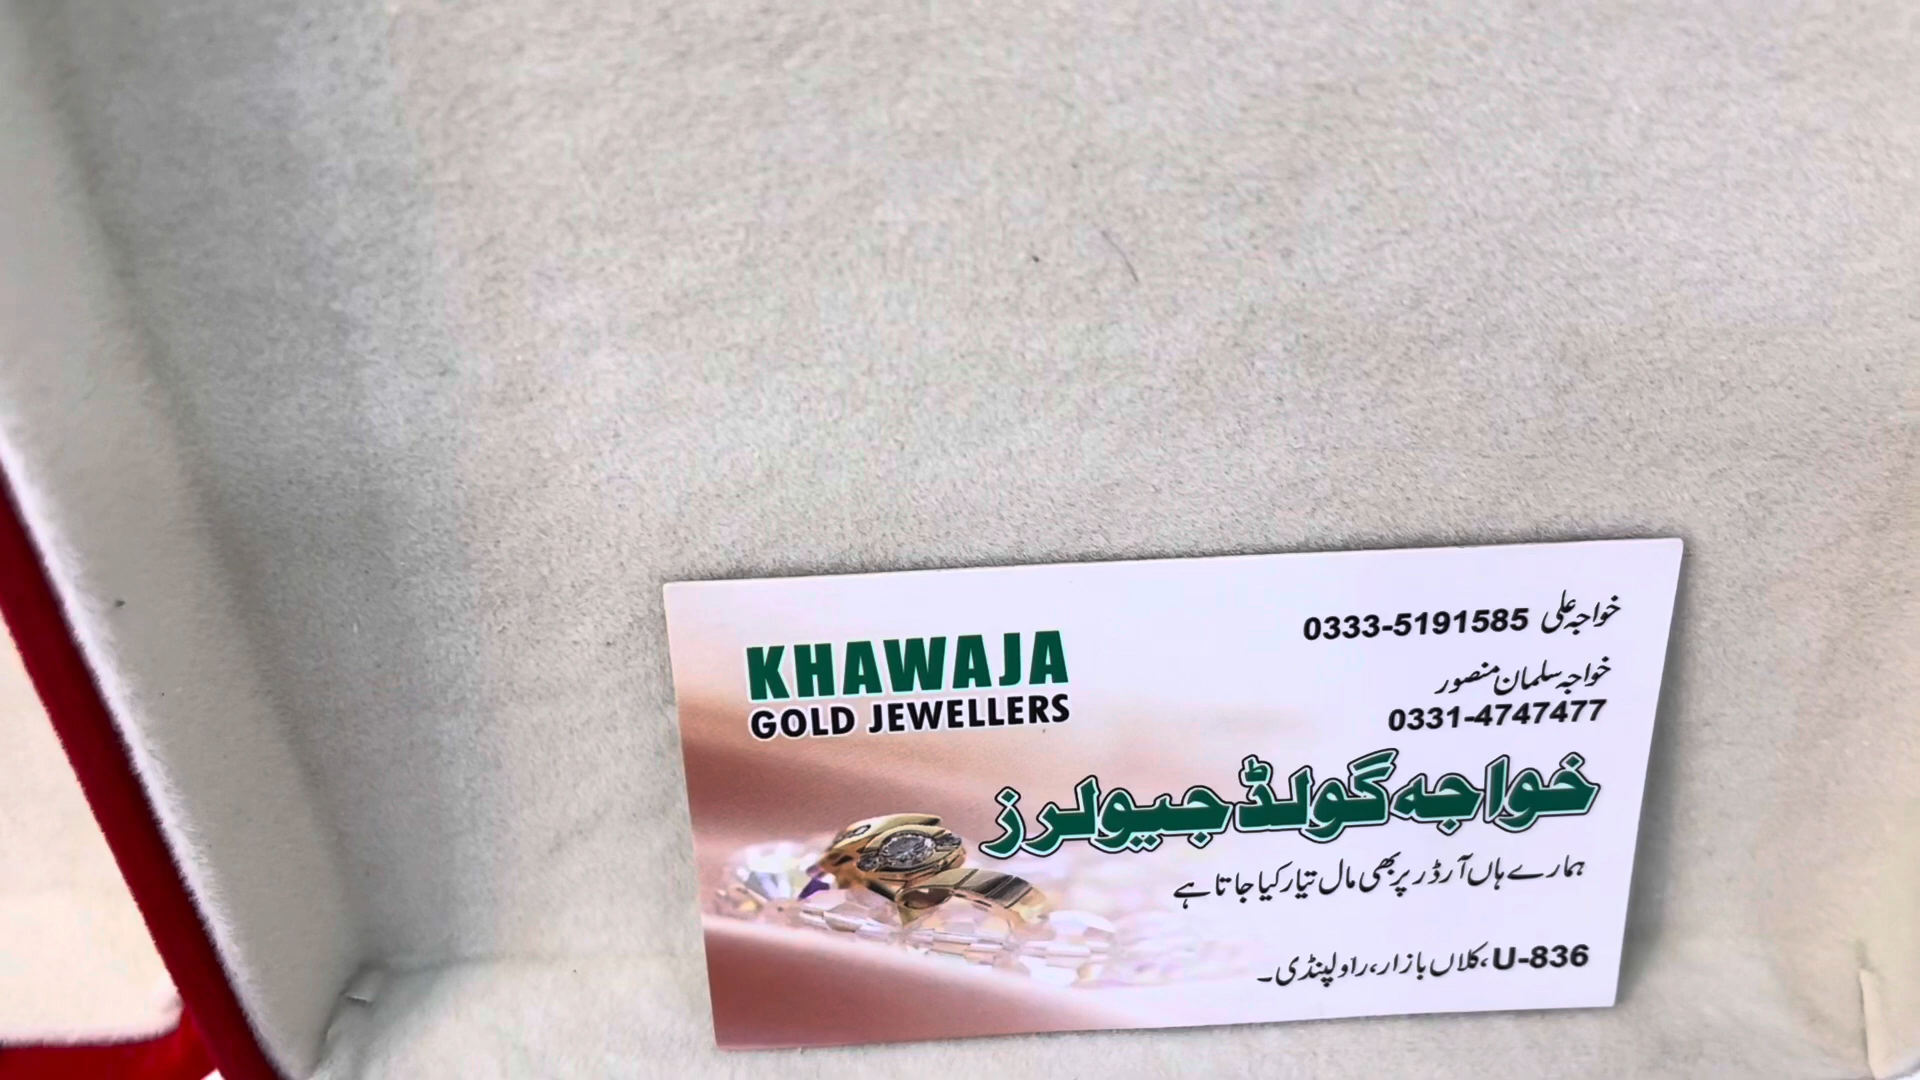 KHAWAJA
GOLD JEWELLERS
خواجہ علی 0333-5191585
خواجہ سلمان منصور
0331-4747477
خواجہ گولڈ جیولرز
ہمارے ہاں آرڈر پر بھی مال تیار کیا جاتا ہے
U-836، کلاں بازار، راولپنڈی۔